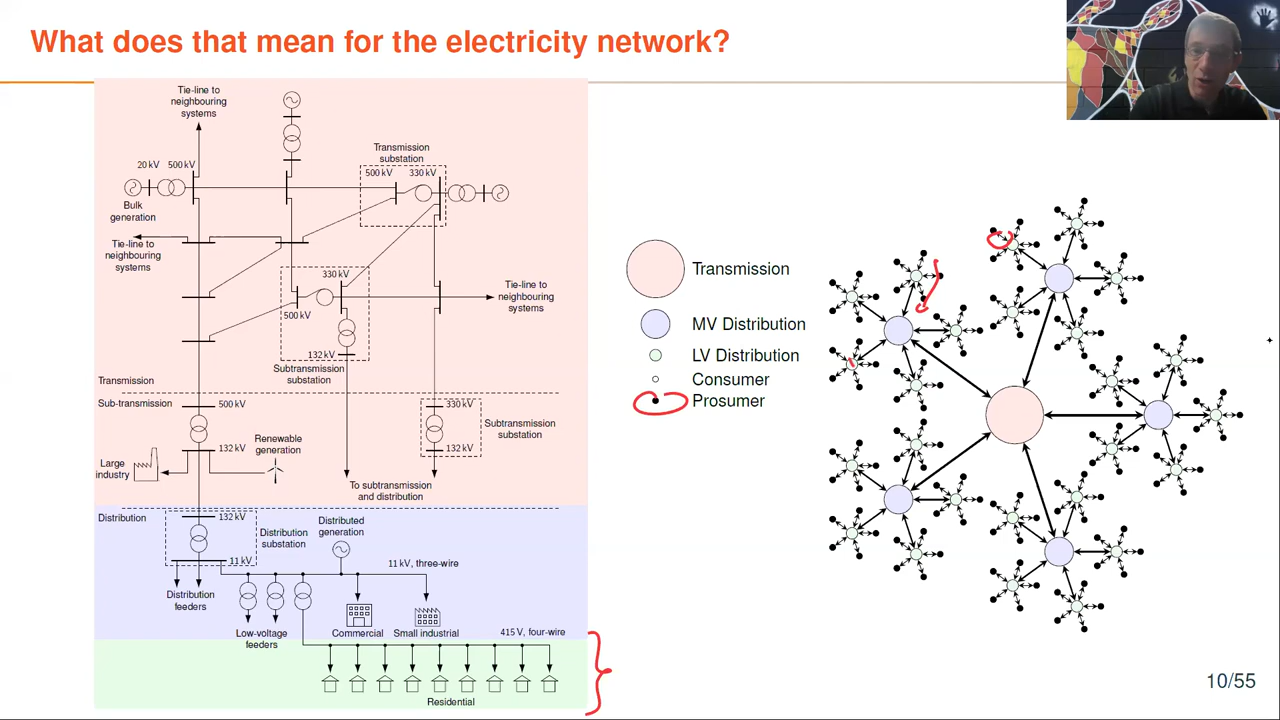 What does that mean for the electricity network?
Tie-line to
neighbouring
systems
20 kV 500 kV
Bulk
generation
Tie-line to
neighbouring
systems
Transmission
substation
500 kV 330 kV
330 kV
500 kV
132 kV
Subtransmission
substation
Tie-line to
neighbouring
systems
Transmission
Sub-transmission
500 kV
132 kV
Large
industry
Renewable
generation
330 kV
132 kV
Subtransmission
substation
To subtransmission
and distribution
Distribution
132 kV
11 kV
Distribution
substation
Distributed
generation
11 kV, three-wire
Distribution
feeders
Low-voltage
feeders
Commercial
Small industrial
415 V, four-wire
Residential
Transmission
MV Distribution
LV Distribution
Consumer
Prosumer
10/55